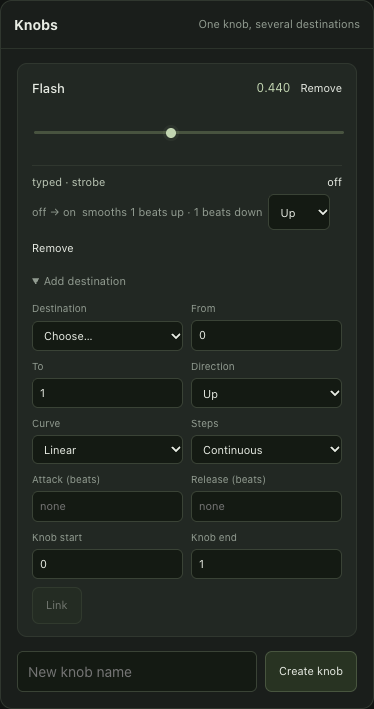 Knobs One knob, several destinations
Flash 0.440 Remove
typed · strobe off
off → on smooths 1 beats up · 1 beats down Up
Remove
▼ Add destination
Destination From
Choose... 0
To Direction
1 Up
Curve Steps
Linear Continuous
Attack (beats) Release (beats)
none none
Knob start Knob end
0 1
Link
New knob name Create knob